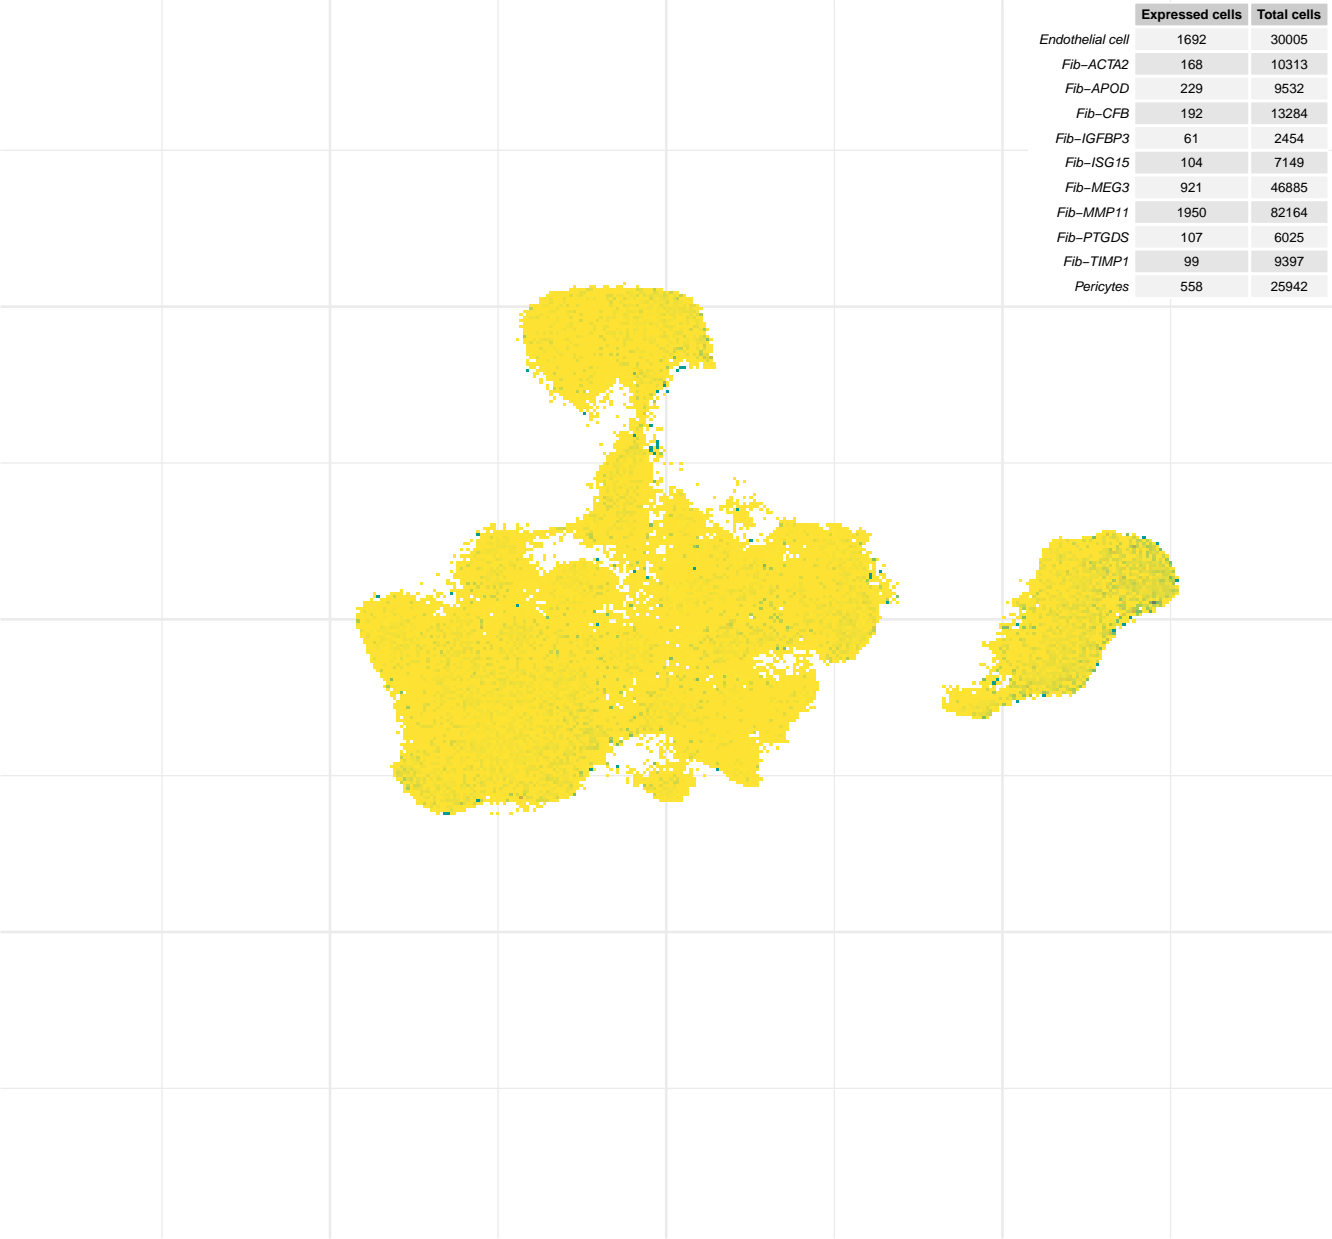 Expressed cells Total cells
Endothelial cell 1692 30005
Fib−ACTA2 168 10313
Fib−APOD 229 9532
Fib−CFB 192 13284
Fib−IGFBP3 61 2454
Fib−ISG15 104 7149
Fib−MEG3 921 46885
Fib−MMP11 1950 82164
Fib−PTGDS 107 6025
Fib−TIMP1 99 9397
Pericytes 558 25942